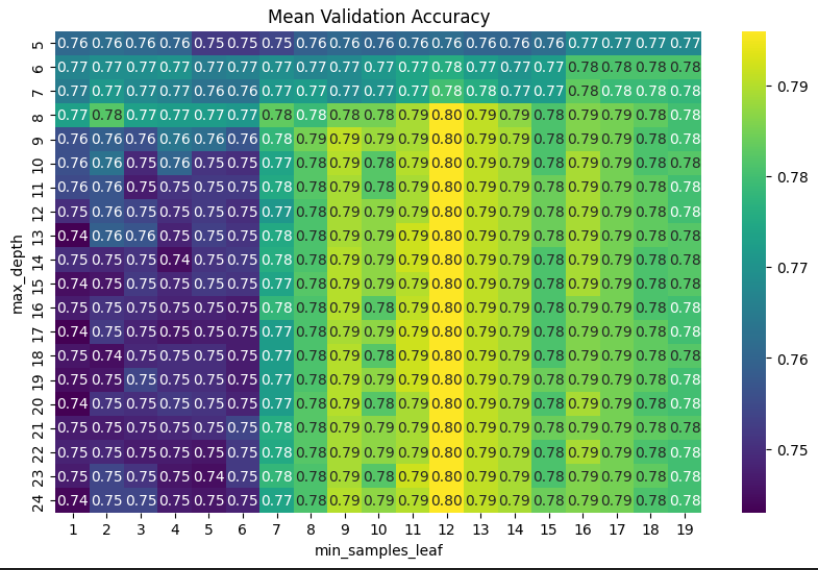 Mean Validation Accuracy
5 0.76 0.76 0.76 0.76 0.75 0.75 0.75 0.76 0.76 0.76 0.76 0.76 0.76 0.76 0.76 0.77 0.77 0.77 0.77
6 0.77 0.77 0.77 0.77 0.77 0.77 0.77 0.77 0.77 0.77 0.77 0.78 0.77 0.77 0.77 0.78 0.78 0.78 0.78
7 0.77 0.77 0.77 0.77 0.76 0.76 0.77 0.77 0.77 0.77 0.77 0.78 0.78 0.77 0.77 0.78 0.78 0.78 0.78
8 0.77 0.78 0.77 0.77 0.77 0.77 0.78 0.78 0.78 0.78 0.79 0.80 0.79 0.79 0.78 0.79 0.79 0.78 0.78
9 0.76 0.76 0.76 0.76 0.76 0.76 0.78 0.79 0.79 0.79 0.79 0.80 0.79 0.79 0.78 0.79 0.79 0.78 0.78
10 0.76 0.76 0.75 0.76 0.75 0.75 0.77 0.78 0.79 0.78 0.79 0.80 0.79 0.79 0.78 0.79 0.79 0.78 0.78
11 0.76 0.76 0.75 0.75 0.75 0.75 0.78 0.78 0.79 0.78 0.79 0.80 0.79 0.79 0.78 0.79 0.79 0.78 0.78
12 0.75 0.76 0.75 0.75 0.75 0.75 0.77 0.78 0.79 0.79 0.79 0.80 0.79 0.79 0.78 0.79 0.79 0.78 0.78
13 0.74 0.76 0.76 0.75 0.75 0.75 0.78 0.78 0.79 0.79 0.79 0.80 0.79 0.79 0.78 0.79 0.79 0.78 0.78
14 0.75 0.75 0.75 0.74 0.75 0.75 0.78 0.78 0.79 0.79 0.79 0.80 0.79 0.79 0.78 0.79 0.79 0.78 0.78
15 0.74 0.75 0.75 0.75 0.75 0.75 0.77 0.78 0.79 0.79 0.79 0.80 0.79 0.79 0.78 0.79 0.79 0.78 0.78
16 0.75 0.75 0.75 0.75 0.75 0.75 0.78 0.78 0.79 0.78 0.79 0.80 0.79 0.79 0.78 0.79 0.79 0.78 0.78
17 0.74 0.75 0.75 0.75 0.75 0.75 0.77 0.78 0.79 0.79 0.79 0.80 0.79 0.79 0.78 0.79 0.79 0.78 0.78
18 0.75 0.74 0.75 0.75 0.75 0.75 0.77 0.78 0.79 0.78 0.79 0.80 0.79 0.79 0.78 0.79 0.79 0.78 0.78
19 0.75 0.75 0.75 0.75 0.75 0.75 0.77 0.78 0.79 0.79 0.79 0.80 0.79 0.79 0.78 0.79 0.79 0.78 0.78
20 0.74 0.75 0.75 0.75 0.75 0.75 0.77 0.78 0.79 0.78 0.79 0.80 0.79 0.79 0.78 0.79 0.79 0.78 0.78
21 0.75 0.75 0.75 0.75 0.75 0.75 0.78 0.78 0.79 0.79 0.79 0.80 0.79 0.79 0.78 0.79 0.79 0.78 0.78
22 0.75 0.75 0.75 0.75 0.75 0.75 0.77 0.78 0.79 0.79 0.79 0.80 0.79 0.79 0.78 0.79 0.79 0.78 0.78
23 0.75 0.75 0.75 0.75 0.74 0.75 0.78 0.78 0.79 0.78 0.79 0.80 0.79 0.79 0.78 0.79 0.79 0.78 0.78
24 0.74 0.75 0.75 0.75 0.75 0.75 0.77 0.78 0.79 0.79 0.79 0.80 0.79 0.79 0.78 0.79 0.79 0.78 0.78
1 2 3 4 5 6 7 8 9 10 11 12 13 14 15 16 17 18 19
min_samples_leaf
max_depth
0.79
0.78
0.77
0.76
0.75